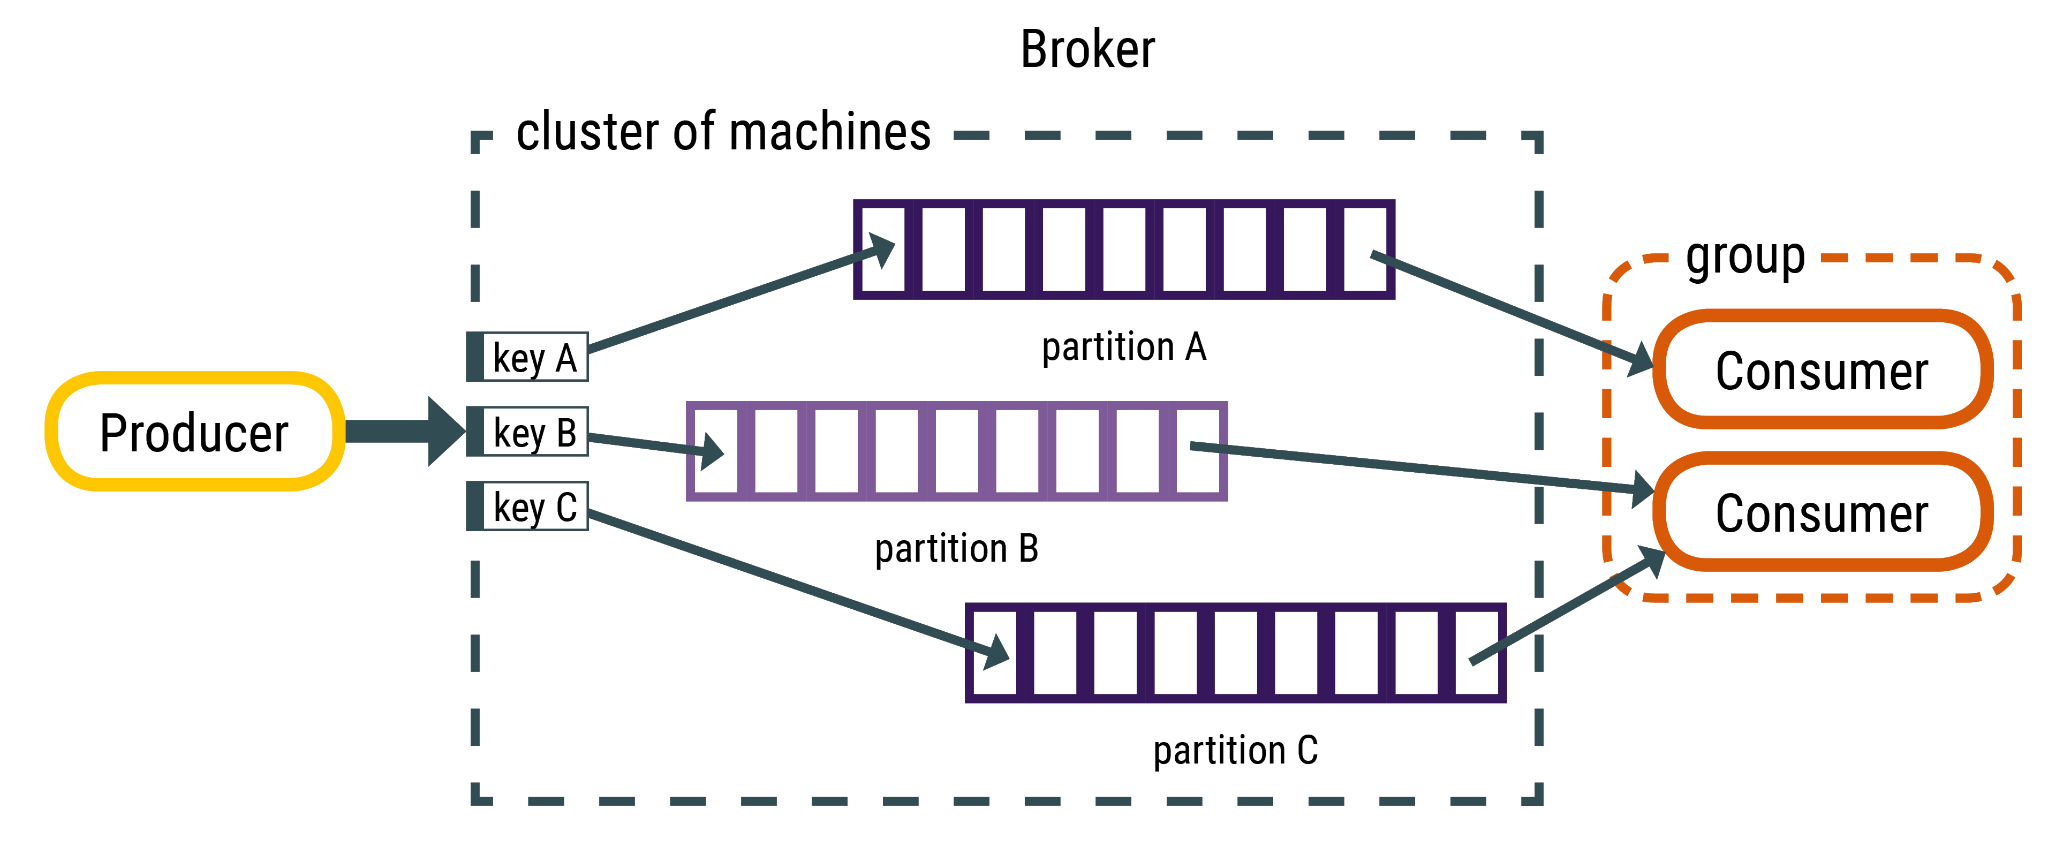 Broker
cluster of machines
group
key A
partition A
Consumer
Producer
key B
key C
partition B
Consumer
partition C